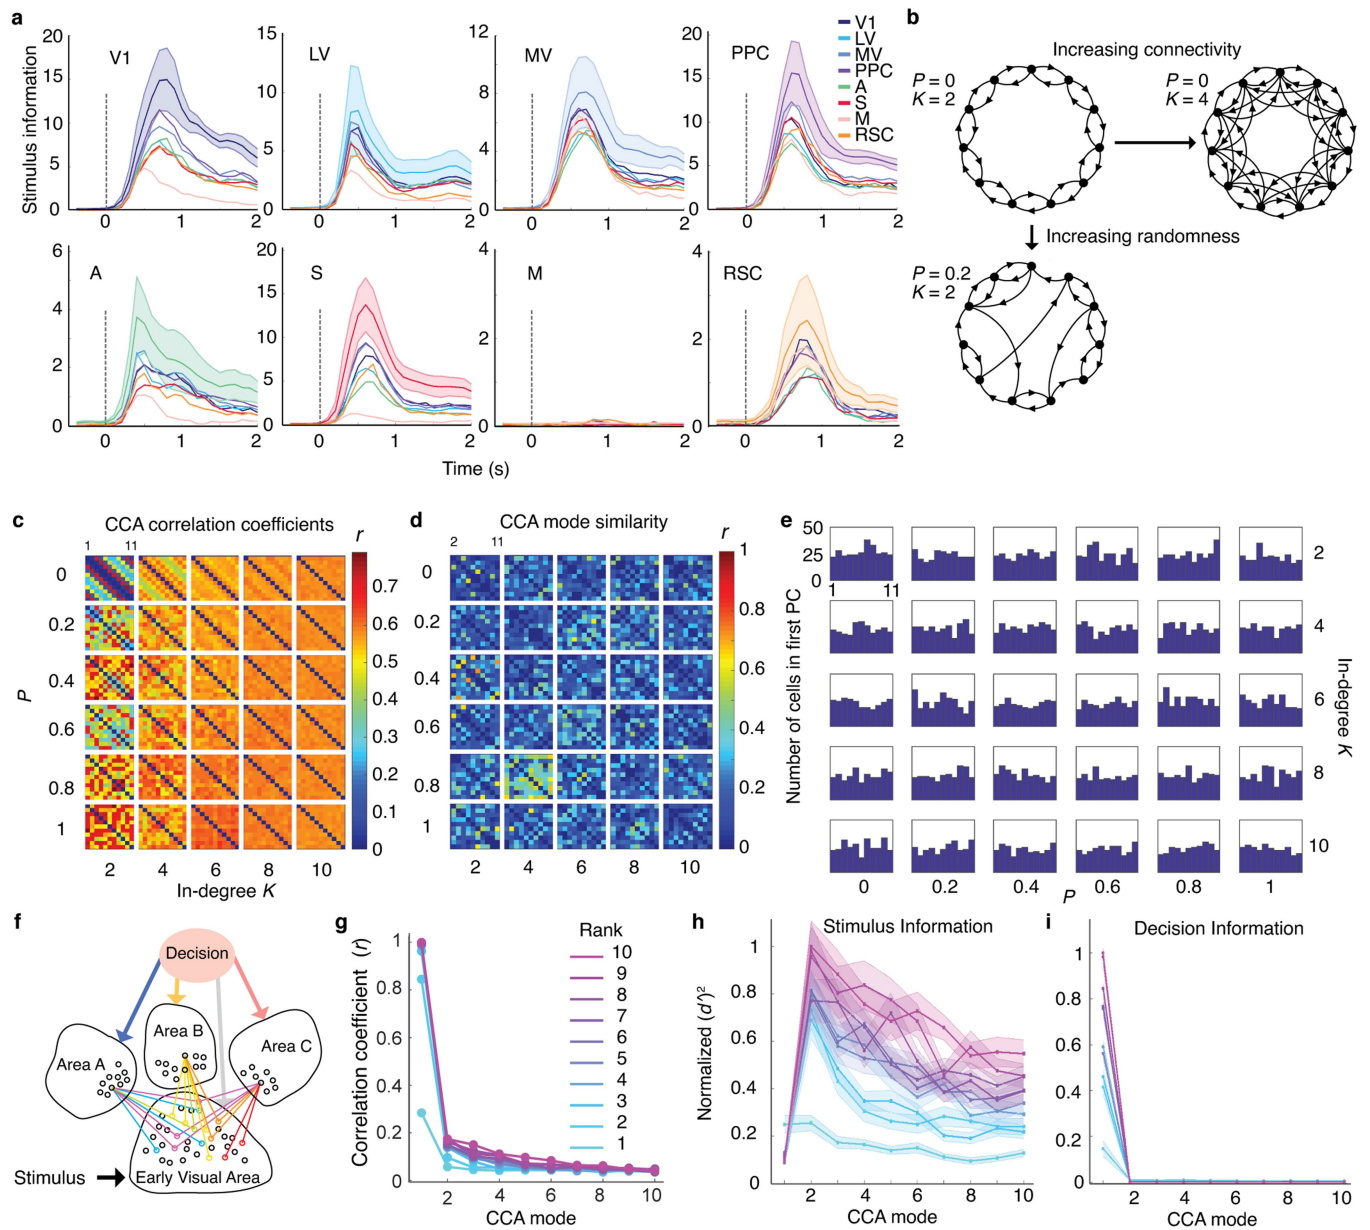 a
Stimulus information
20
15
10
5
0
V1
0
1
2
15
10
5
0
LV
0
1
2
12
8
4
0
MV
0
1
2
20
15
10
5
0
PPC
0
1
2
V1
LV
MV
PPC
A
S
M
RSC
6
4
2
0
A
0
1
2
20
15
10
5
0
S
0
1
2
4
2
0
M
0
1
2
4
2
0
RSC
0
1
2
Time (s)
b
Increasing connectivity
P = 0
K = 2
P = 0
K = 4
Increasing randomness
P = 0.2
K = 2
c
CCA correlation coefficients
r
1 11
0
0.2
0.4
0.6
0.8
1
P
2 4 6 8 10
In-degree K
0.7
0.6
0.5
0.4
0.3
0.2
0.1
0
d
CCA mode similarity
r
2 11
0
0.2
0.4
0.6
0.8
1
2 4 6 8 10
1
0.8
0.6
0.4
0.2
0
e
Number of cells in first PC
50
25
0
1 11
2
4
6
8
10
In-degree K
0 0.2 0.4 0.6 0.8 1
P
f
Decision
Area A
Area B
Area C
Stimulus
Early Visual Area
g
Correlation coefficient (r)
1
0.8
0.6
0.4
0.2
0
2 4 6 8 10
CCA mode
Rank
10
9
8
7
6
5
4
3
2
1
h
Stimulus Information
Normalized (d′)²
1
0.8
0.6
0.4
0.2
2 4 6 8 10
CCA mode
i
Decision Information
1
0.8
0.6
0.4
0.2
0
2 4 6 8 10
CCA mode